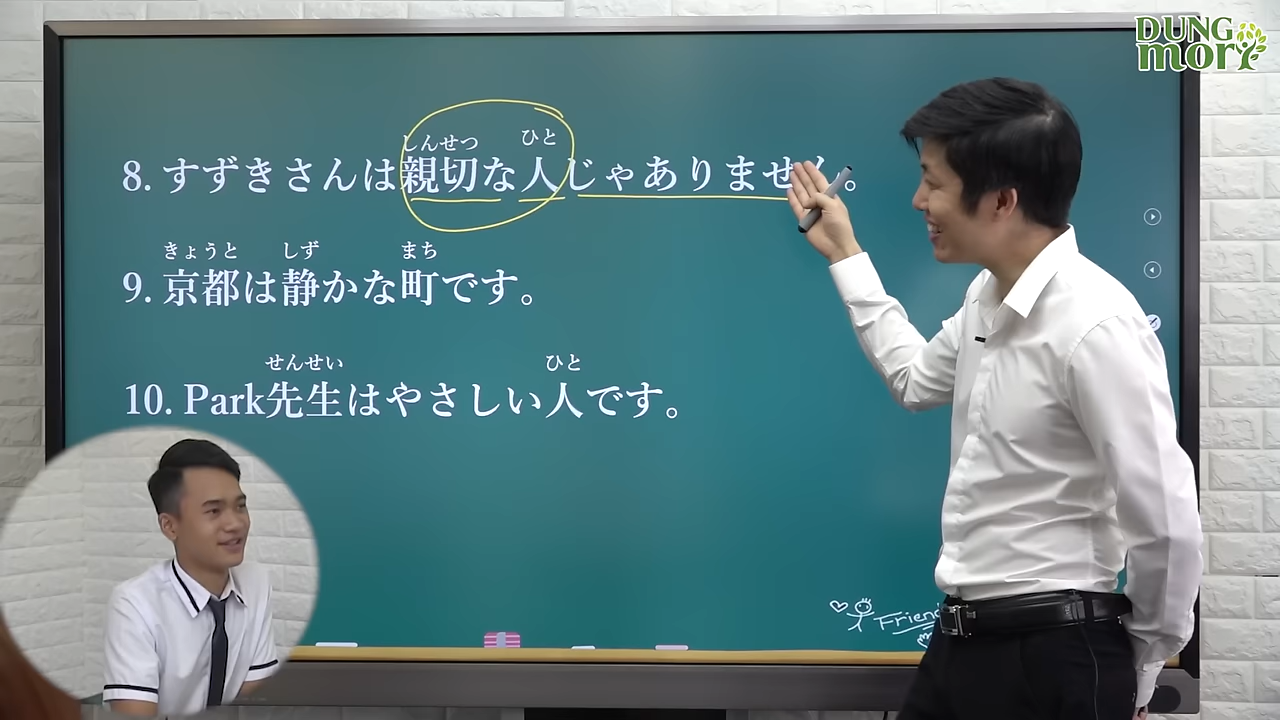 DUNG
mori
しんせつ ひと
8. すずきさんは親切な人じゃありません。
きょうと しず まち
9. 京都は静かな町です。
せんせい ひと
10. Park先生はやさしい人です。